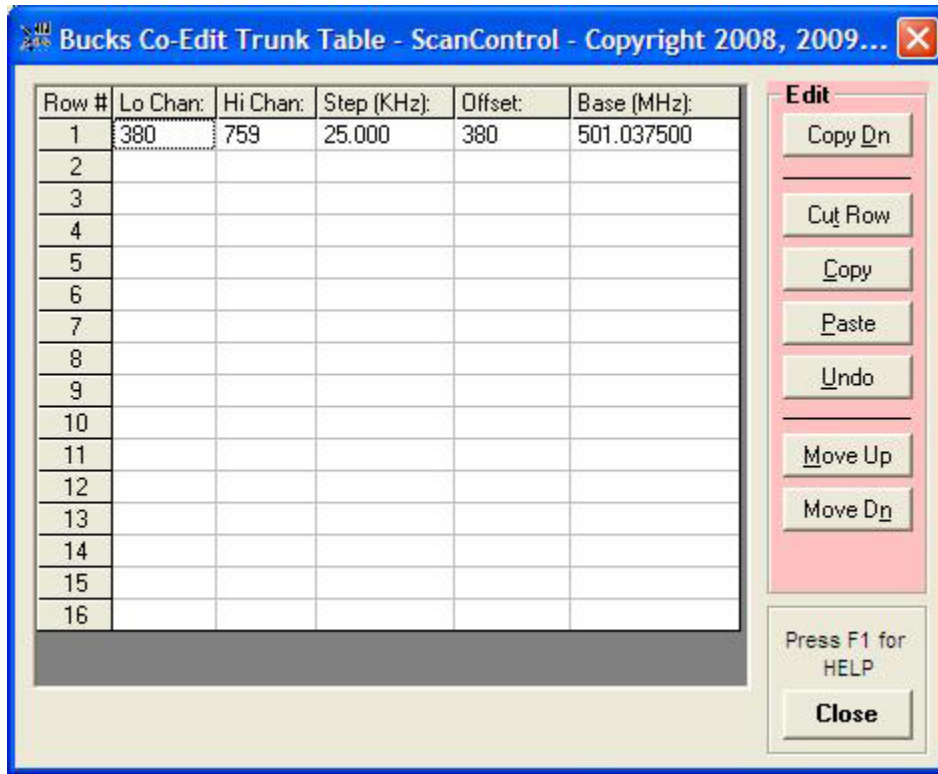 Bucks Co-Edit Trunk Table - ScanControl - Copyright 2008, 2009...
Row # Lo Chan: Hi Chan: Step (KHz): Offset: Base (MHz):
1 380 759 25.000 380 501.037500
2
3
4
5
6
7
8
9
10
11
12
13
14
15
16
Edit
Copy Dn
Cut Row
Copy
Paste
Undo
Move Up
Move Dn
Press F1 for
HELP
Close